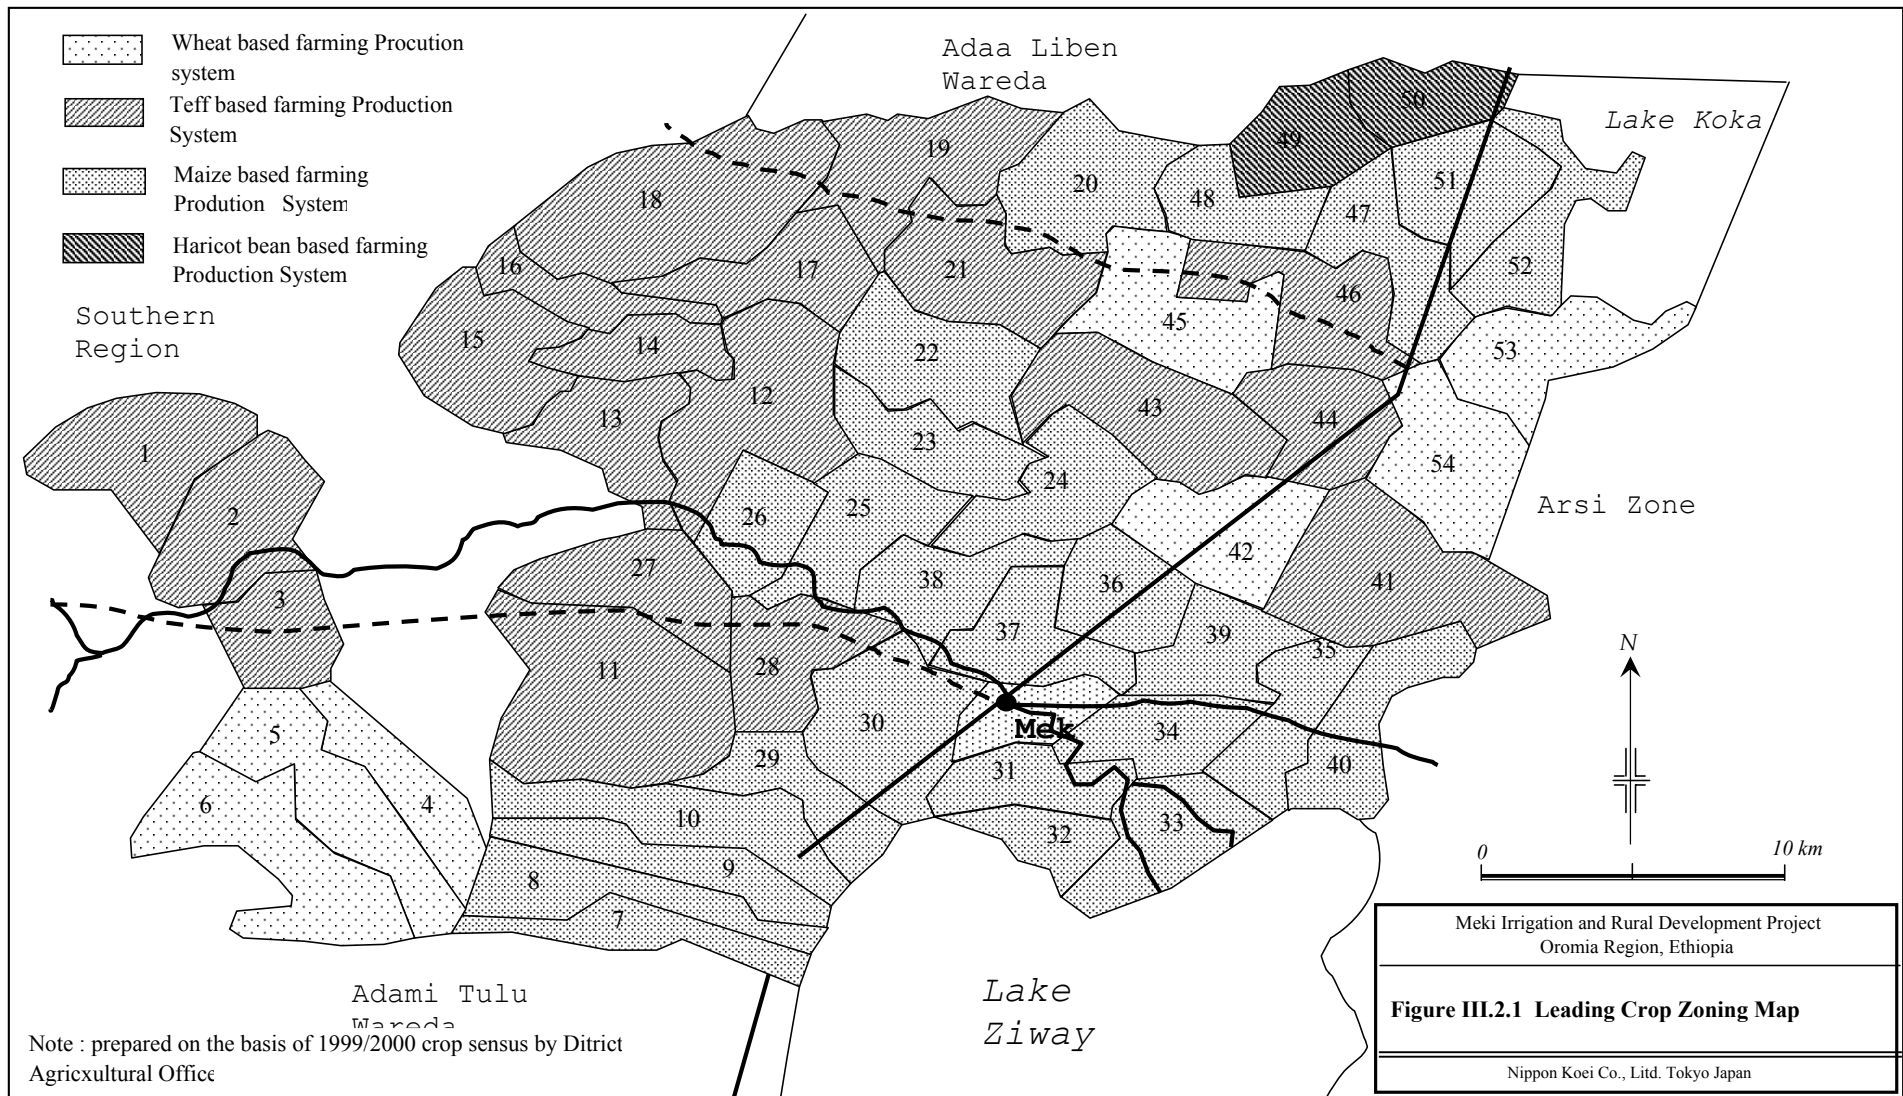 Wheat based farming Procution
system
Teff based farming Production
System
Maize based farming
Prodution System
Haricot bean based farming
Production System
Adaa Liben
Wareda
Lake Koka
Southern
Region
Arsi Zone
1
2
3
4
5
6
7
8
9
10
11
12
13
14
15
16
17
18
19
20
21
22
23
24
25
26
27
28
29
30
31
32
33
34
35
36
37
38
39
40
41
42
43
44
45
46
47
48
49
50
51
52
53
54
Mek
N
0 10 km
Adami Tulu
Wareda
Lake
Ziway
Note : prepared on the basis of 1999/2000 crop sensus by Ditrict
Agricxultural Office
Meki Irrigation and Rural Development Project
Oromia Region, Ethiopia
Figure III.2.1 Leading Crop Zoning Map
Nippon Koei Co., Litd. Tokyo Japan